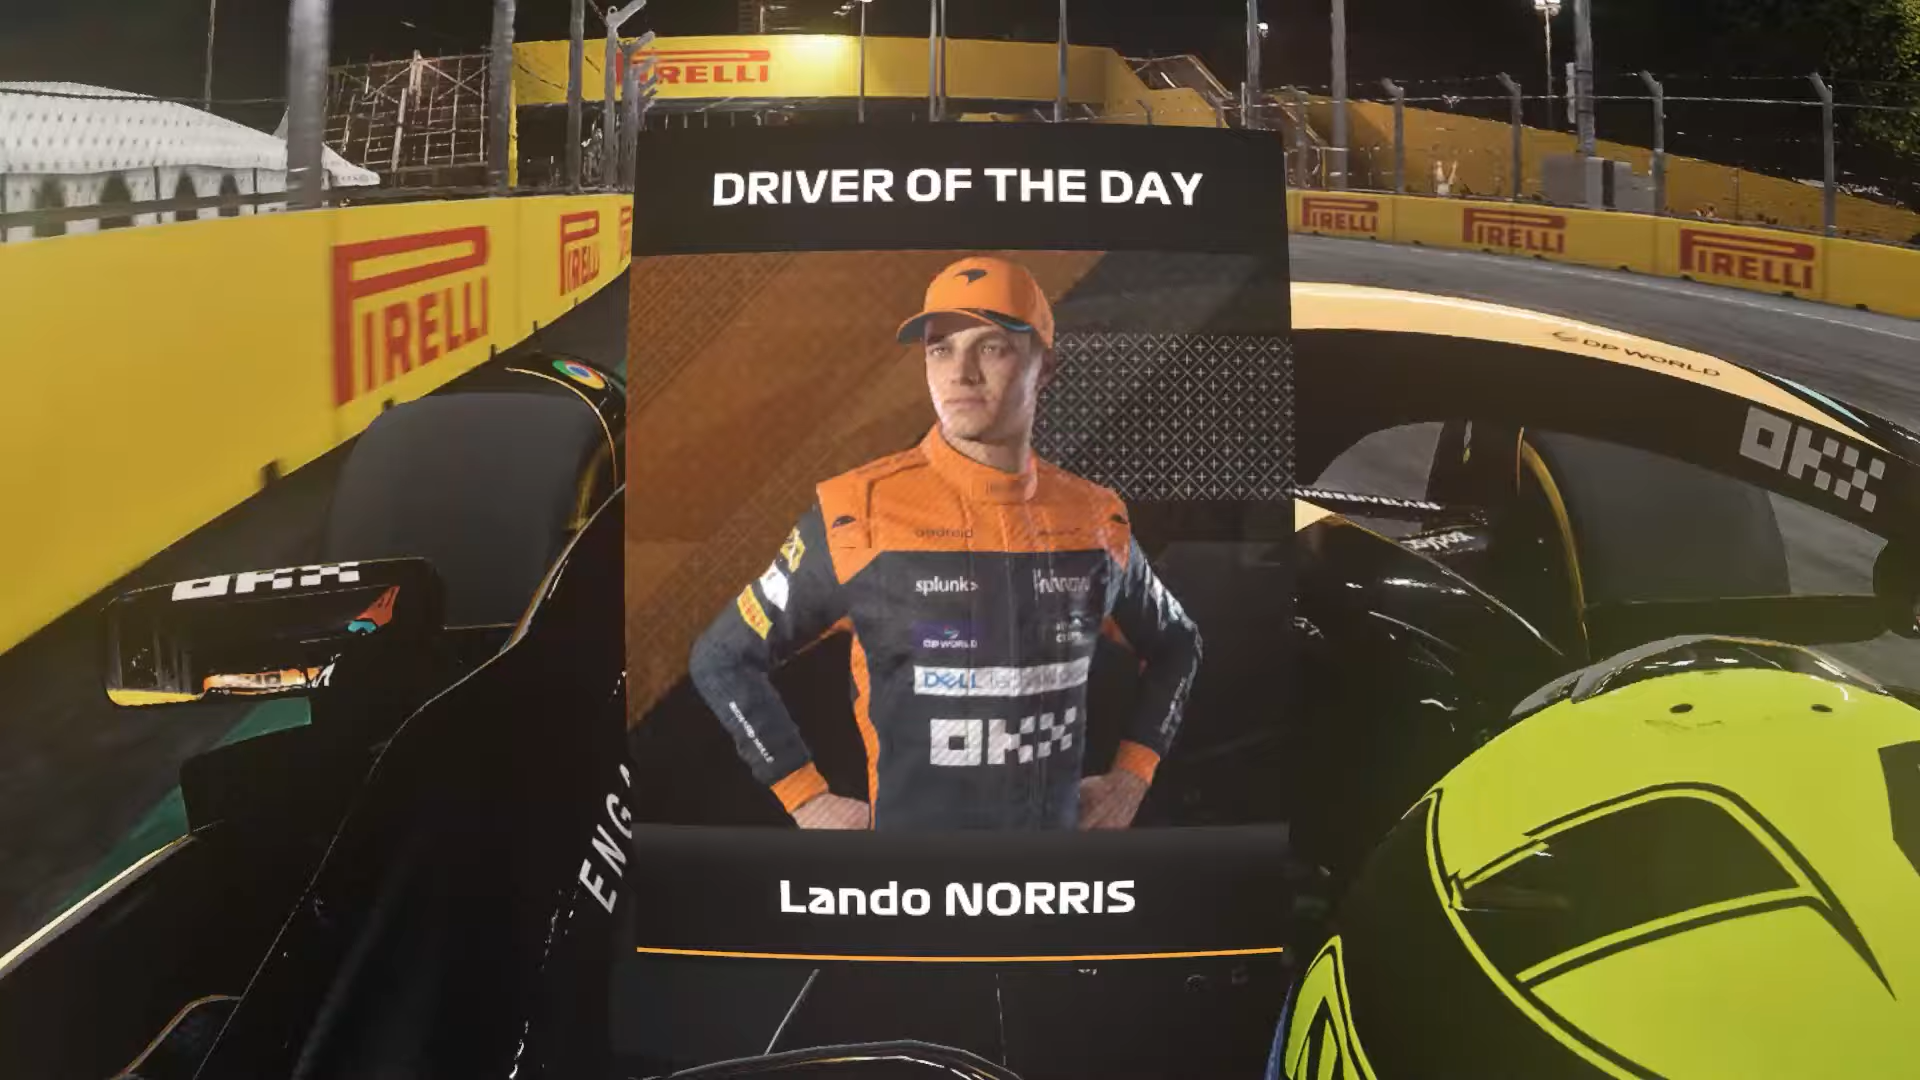 PIRELLI
DRIVER OF THE DAY
PIRELLI
PIRELLI
PIRELLI
PIRELLI
PIRELLI
DP WORLD
OKX
android
splunk>
DP WORLD
DELL
OKX
OKX
Lando NORRIS